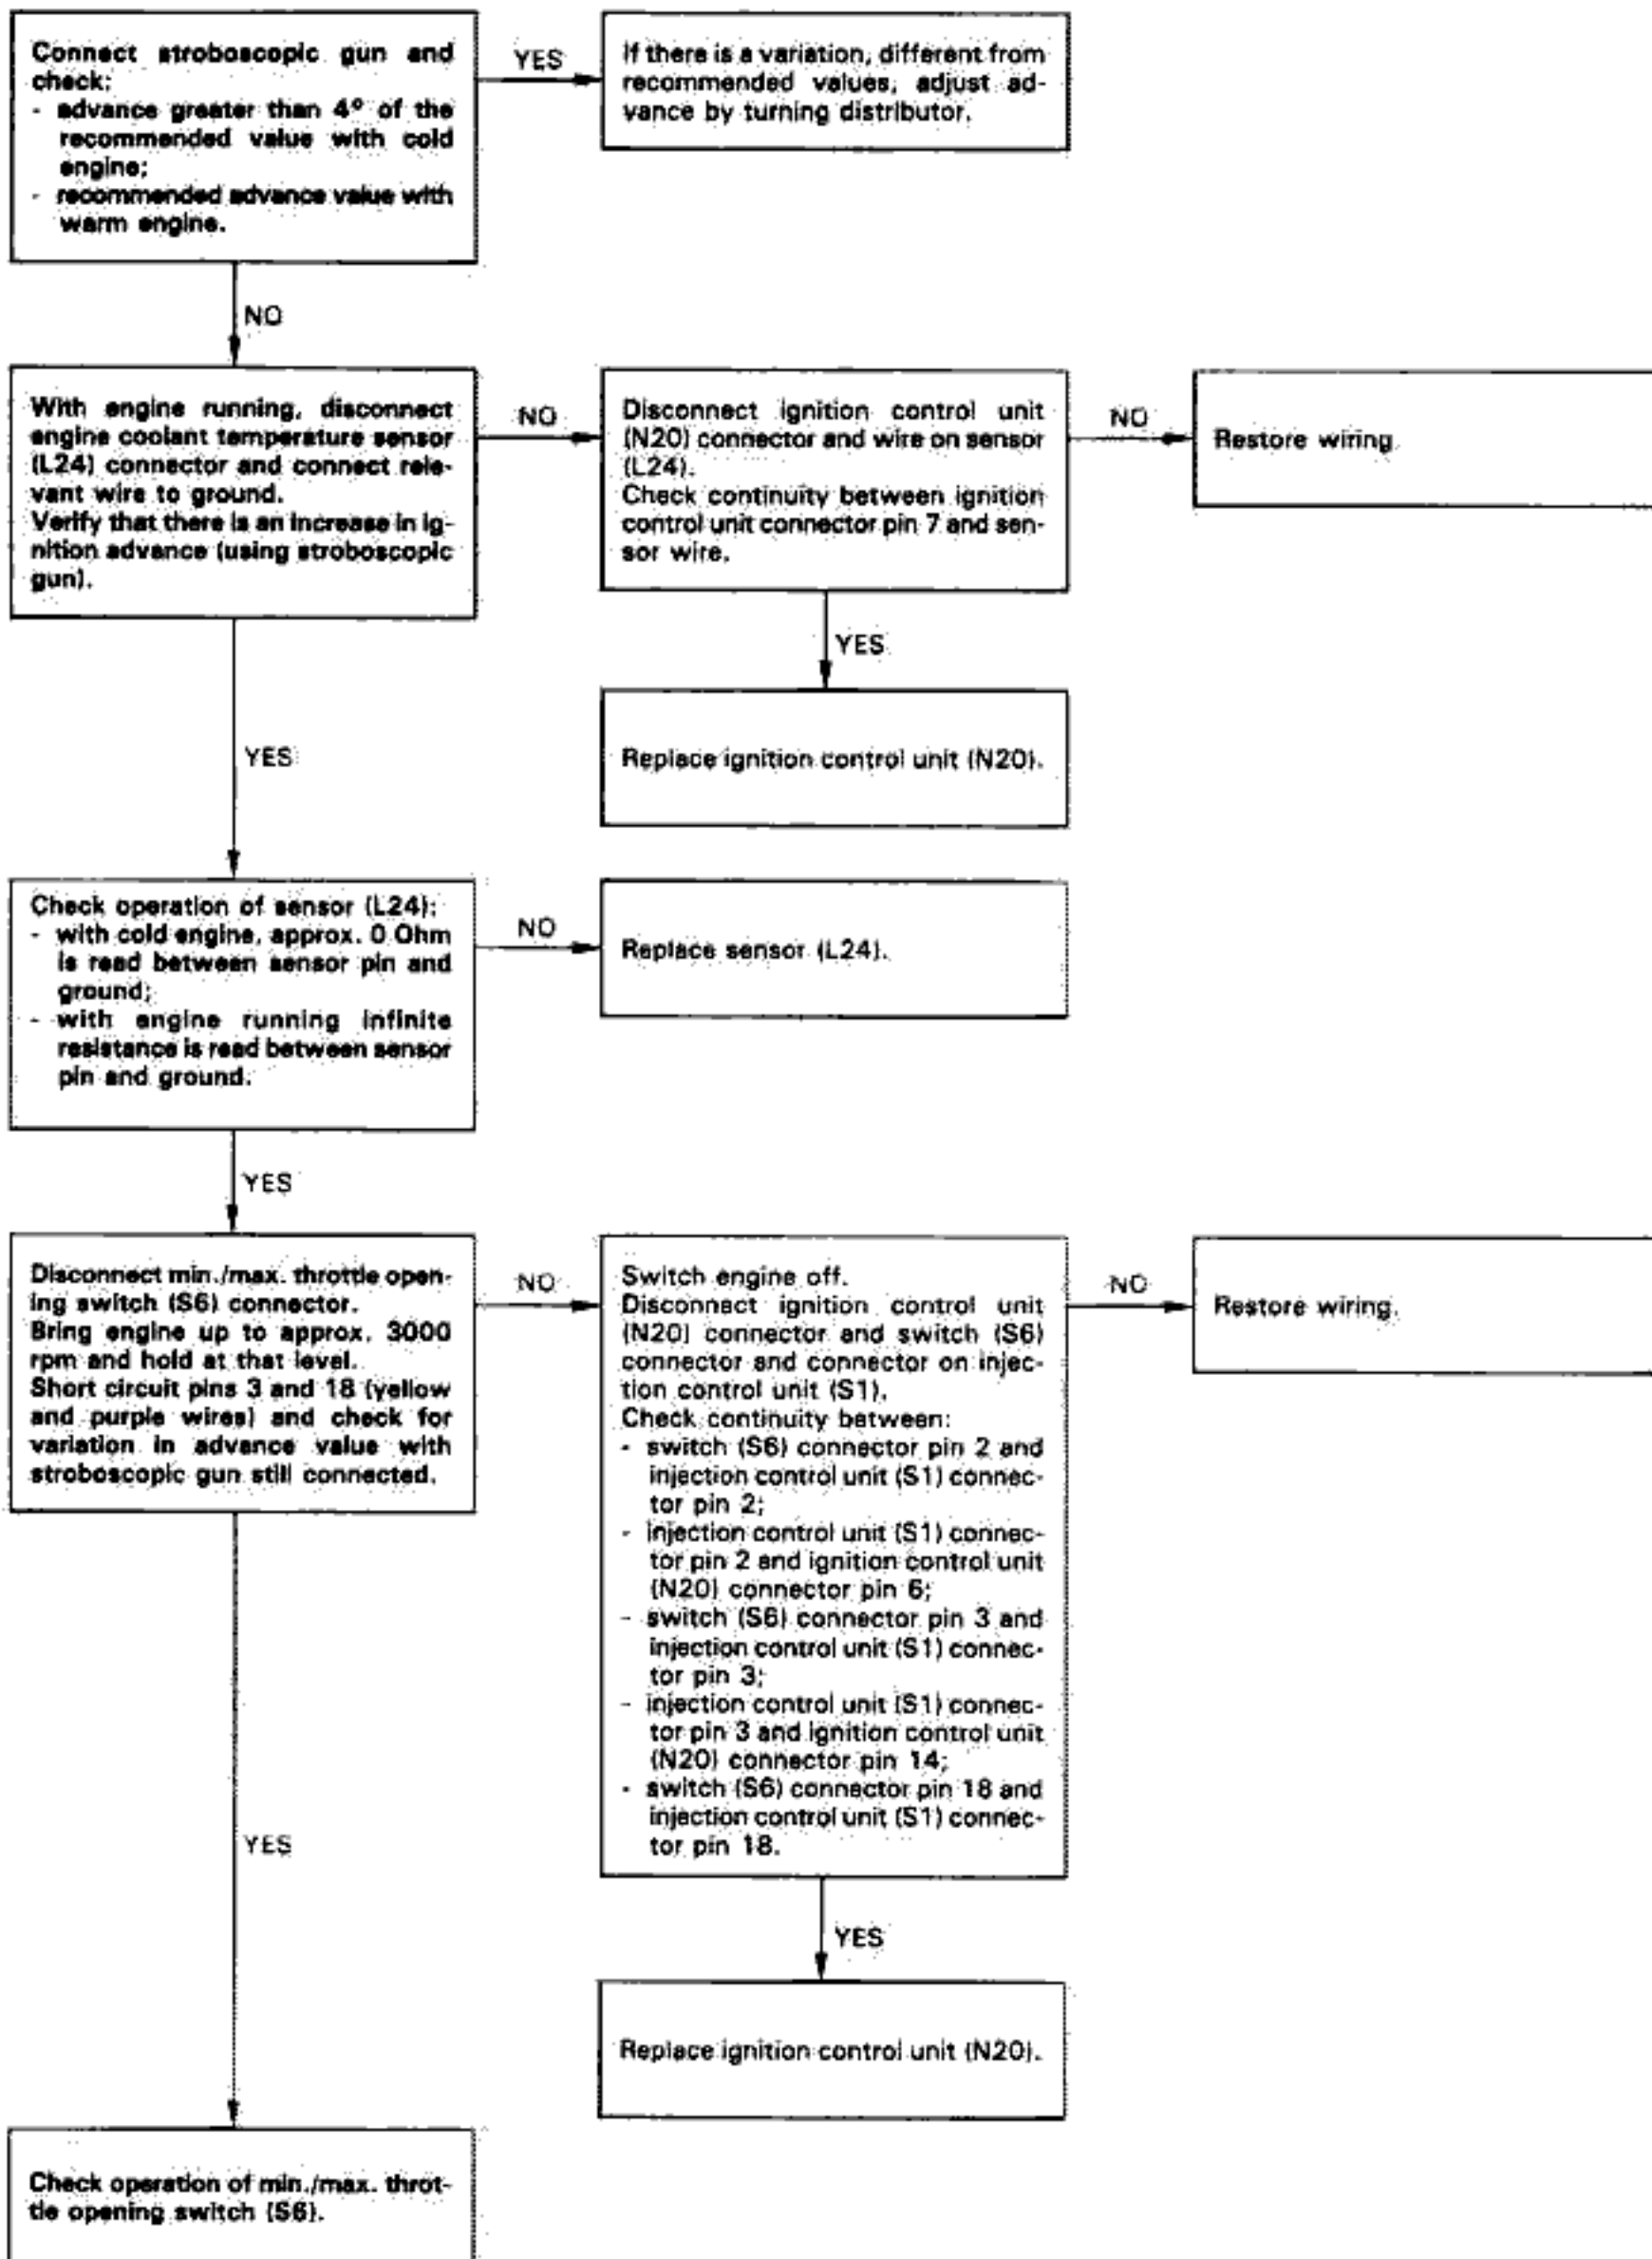 Connect stroboscopic gun and
check:
- advance greater than 4° of the
recommended value with cold
engine;
- recommended advance value with
warm engine.
YES
If there is a variation, different from
recommended values, adjust ad-
vance by turning distributor.
NO
With engine running, disconnect
engine coolant temperature sensor
(L24) connector and connect rele-
vant wire to ground.
Verify that there is an increase in ig-
nition advance (using stroboscopic
gun).
NO
Disconnect ignition control unit
(N20) connector and wire on sensor
(L24).
Check continuity between ignition
control unit connector pin 7 and sen-
sor wire.
NO
Restore wiring.
YES
Replace ignition control unit (N20).
YES
Check operation of sensor (L24):
- with cold engine, approx. 0 Ohm
is read between sensor pin and
ground;
- with engine running infinite
resistance is read between sensor
pin and ground.
NO
Replace sensor (L24).
YES
Disconnect min./max. throttle open-
ing switch (S6) connector.
Bring engine up to approx. 3000
rpm and hold at that level.
Short circuit pins 3 and 18 (yellow
and purple wires) and check for
variation in advance value with
stroboscopic gun still connected.
NO
Switch engine off.
Disconnect ignition control unit
(N20) connector and switch (S6)
connector and connector on injec-
tion control unit (S1).
Check continuity between:
- switch (S6) connector pin 2 and
injection control unit (S1) connec-
tor pin 2;
- injection control unit (S1) connec-
tor pin 2 and ignition control unit
(N20) connector pin 6;
- switch (S6) connector pin 3 and
injection control unit (S1) connec-
tor pin 3;
- injection control unit (S1) connec-
tor pin 3 and ignition control unit
(N20) connector pin 14;
- switch (S6) connector pin 18 and
injection control unit (S1) connec-
tor pin 18.
NO
Restore wiring.
YES
Replace ignition control unit (N20).
YES
Check operation of min./max. throt-
tle opening switch (S6).